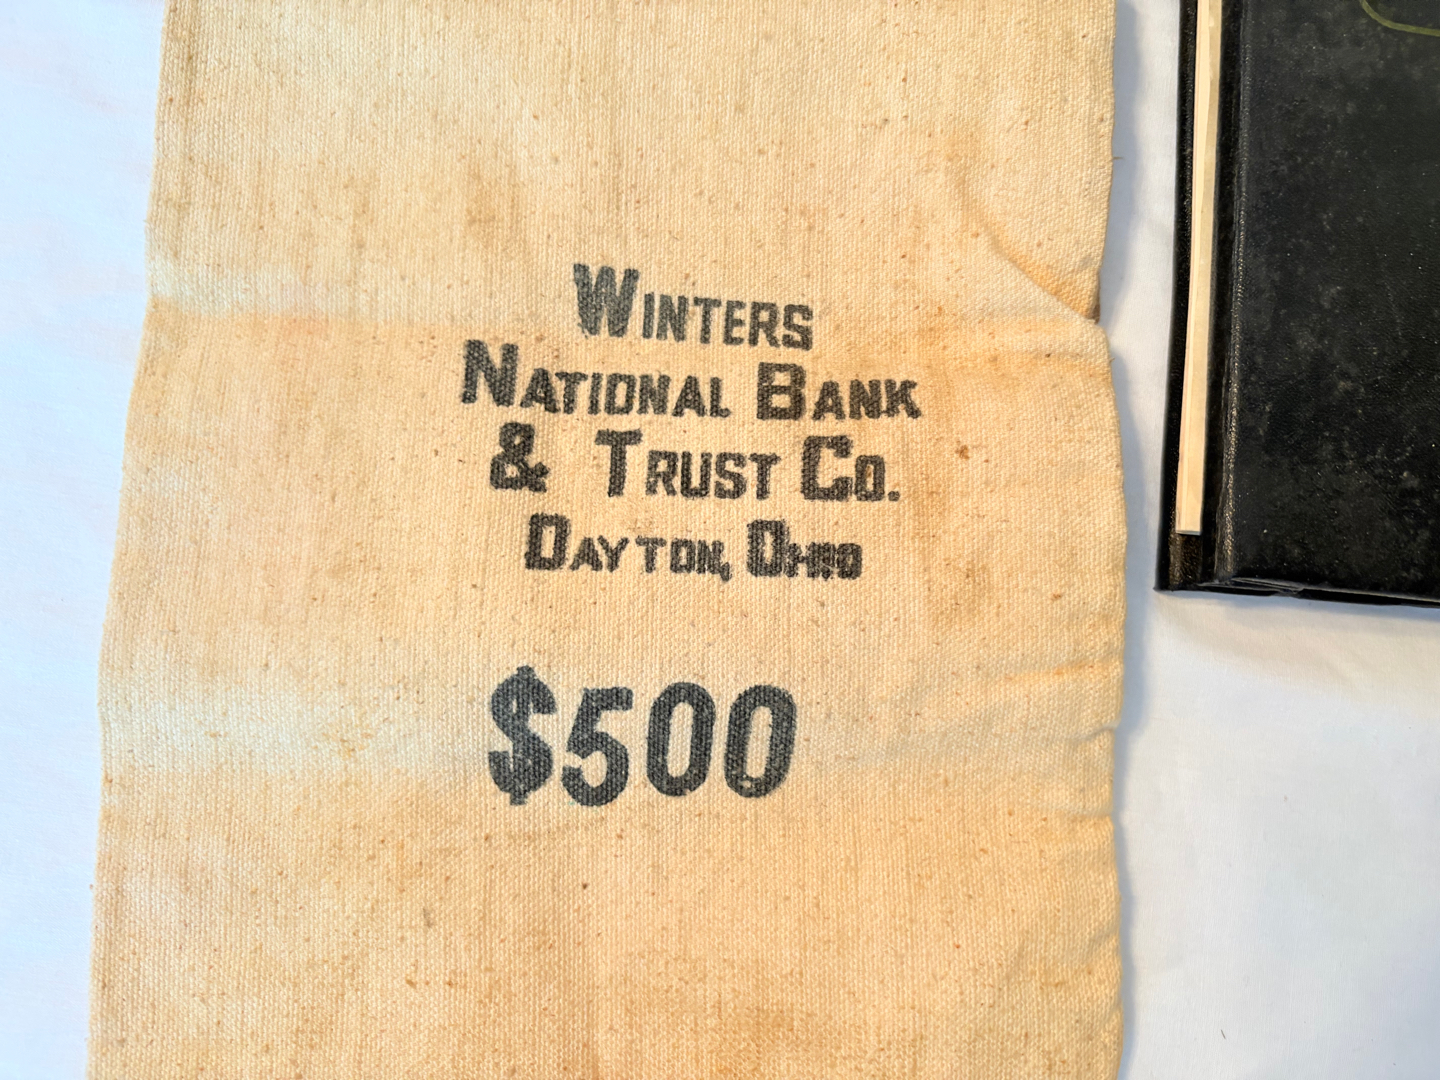 WINTERS
NATIONAL BANK
& TRUST CO.
DAYTON, OHIO
$500